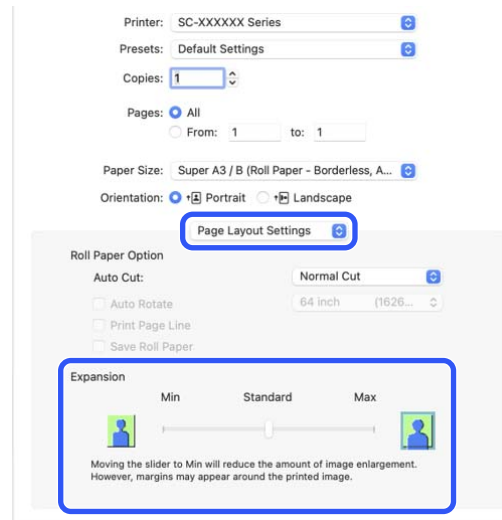 Printer: SC-XXXXXX Series
Presets: Default Settings
Copies: 1
Pages: All
From: 1 to: 1
Paper Size: Super A3 / B (Roll Paper - Borderless, A...
Orientation: Portrait Landscape
Page Layout Settings
Roll Paper Option
Auto Cut: Normal Cut
Auto Rotate 64 inch (1626...
Print Page Line
Save Roll Paper
Expansion
Min Standard Max
Moving the slider to Min will reduce the amount of image enlargement.
However, margins may appear around the printed image.